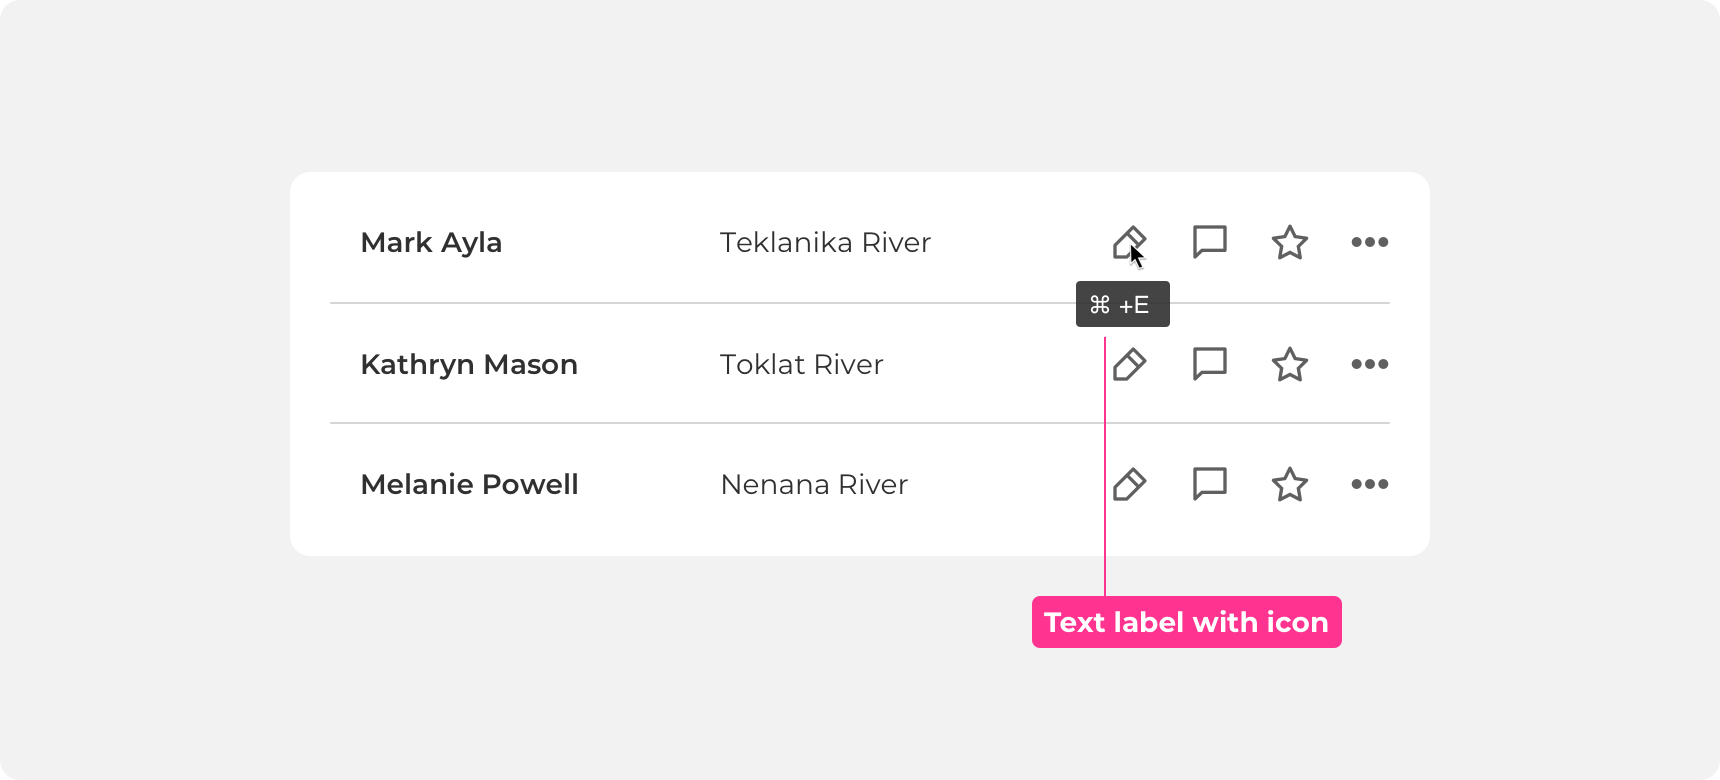 Mark Ayla Teklanika River
⌘ +E
Kathryn Mason Toklat River
Melanie Powell Nenana River
Text label with icon